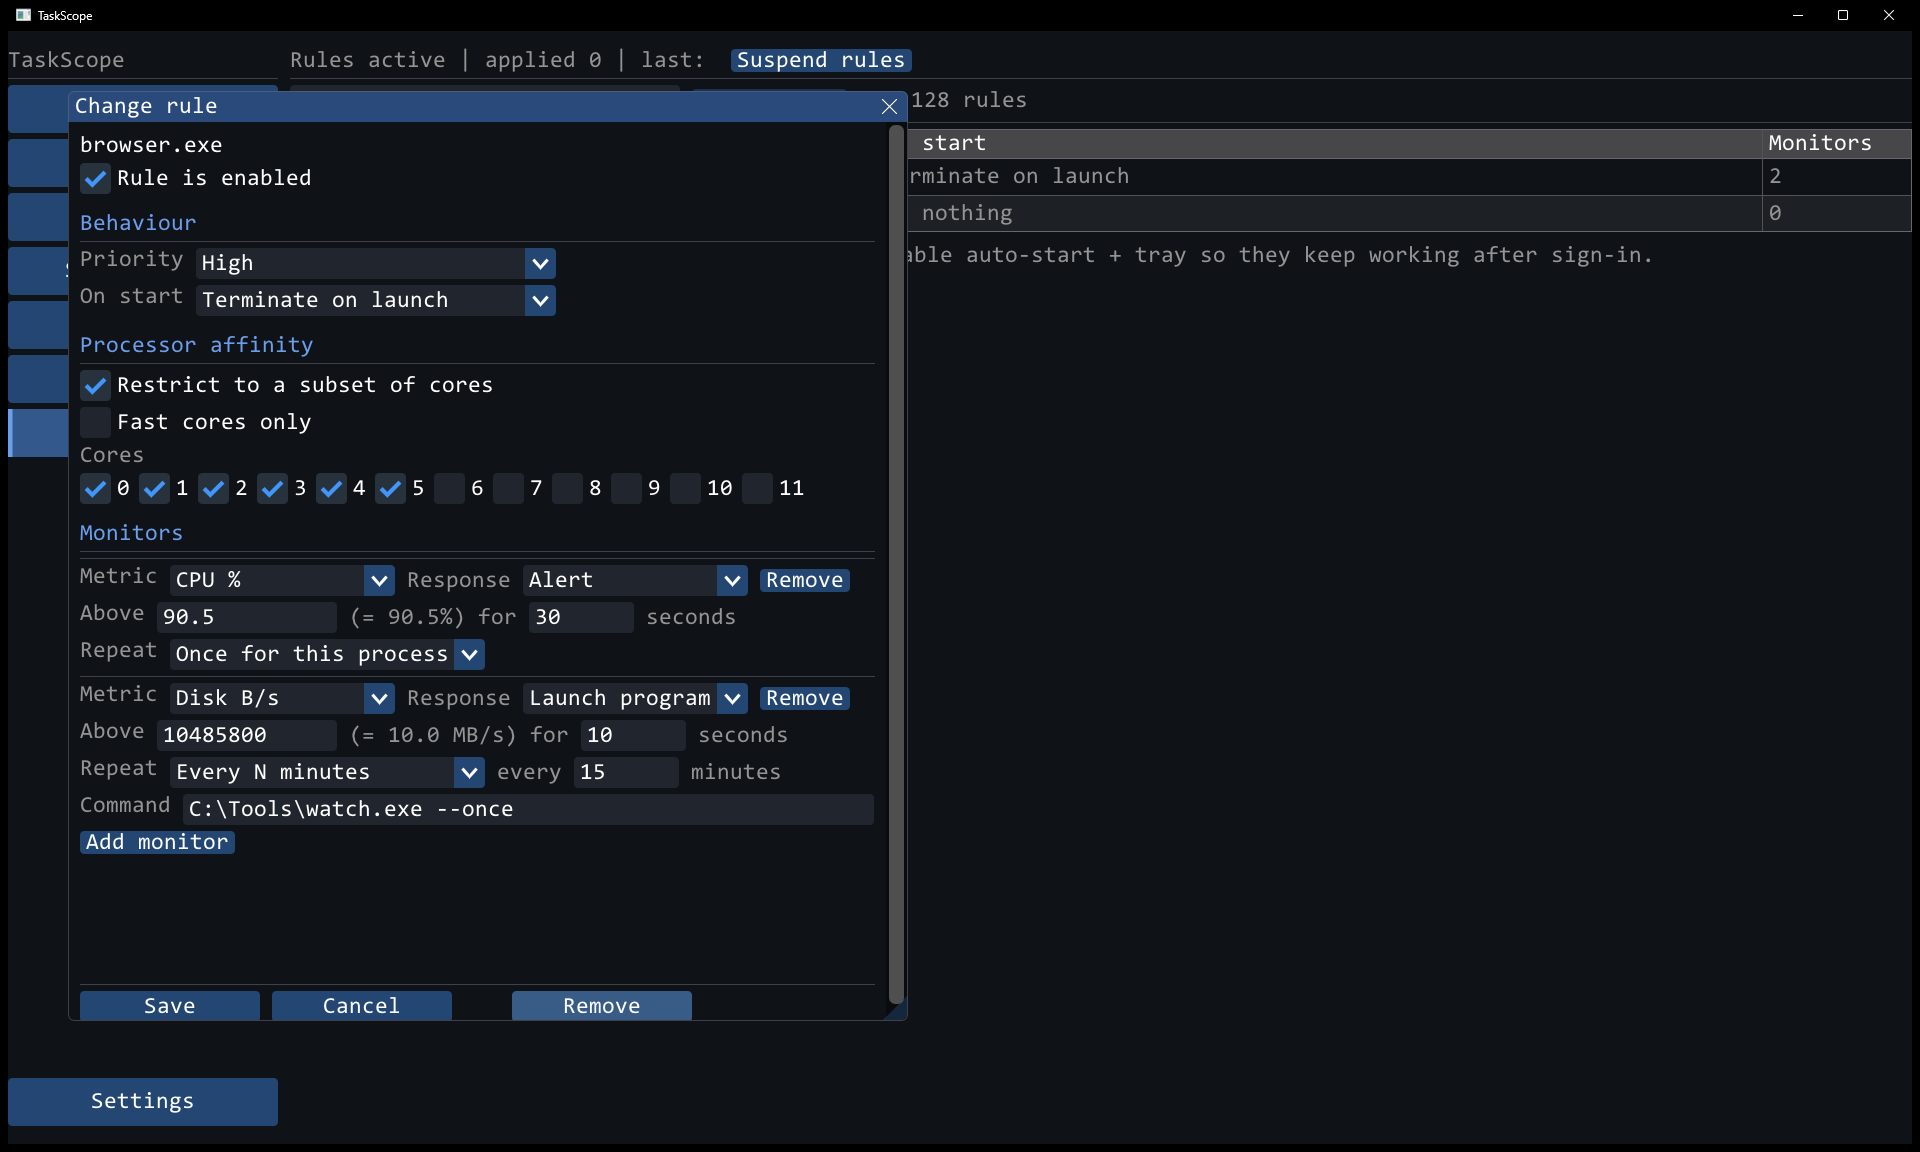 TaskScope
TaskScope
Rules active | applied 0 | last: Suspend rules
128 rules
Change rule
browser.exe
Rule is enabled
Behaviour
Priority High
On start Terminate on launch
Processor affinity
Restrict to a subset of cores
Fast cores only
Cores
0 1 2 3 4 5 6 7 8 9 10 11
Monitors
Metric CPU % Response Alert Remove
Above 90.5 (= 90.5%) for 30 seconds
Repeat Once for this process
Metric Disk B/s Response Launch program Remove
Above 10485800 (= 10.0 MB/s) for 10 seconds
Repeat Every N minutes every 15 minutes
Command C:\Tools\watch.exe --once
Add monitor
Save Cancel Remove
start Monitors
rminate on launch 2
nothing 0
able auto-start + tray so they keep working after sign-in.
Settings